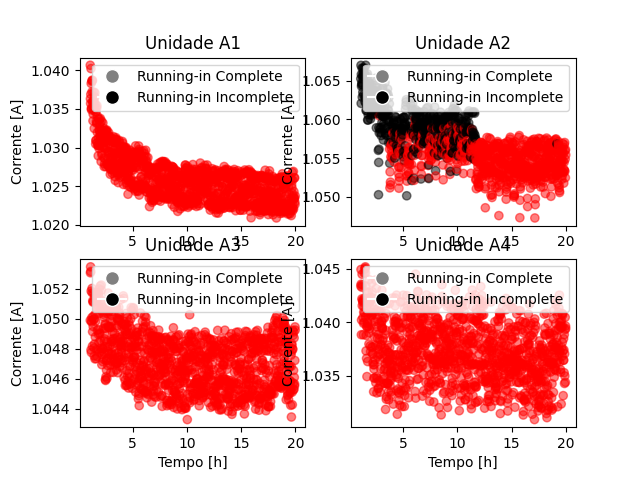 Unidade A1
Unidade A2
1.040
1.035
1.030
1.025
1.020
Corrente [A]
Running-in Complete
Running-in Incomplete
5
10
15
20
1.065
1.060
1.055
1.050
Corrente [A]
Running-in Complete
Running-in Incomplete
5
10
15
20
Unidade A3
Unidade A4
1.052
1.050
1.048
1.046
1.044
Corrente [A]
Running-in Complete
Running-in Incomplete
5
10
15
20
Tempo [h]
1.045
1.040
1.035
Corrente [A]
Running-in Complete
Running-in Incomplete
5
10
15
20
Tempo [h]